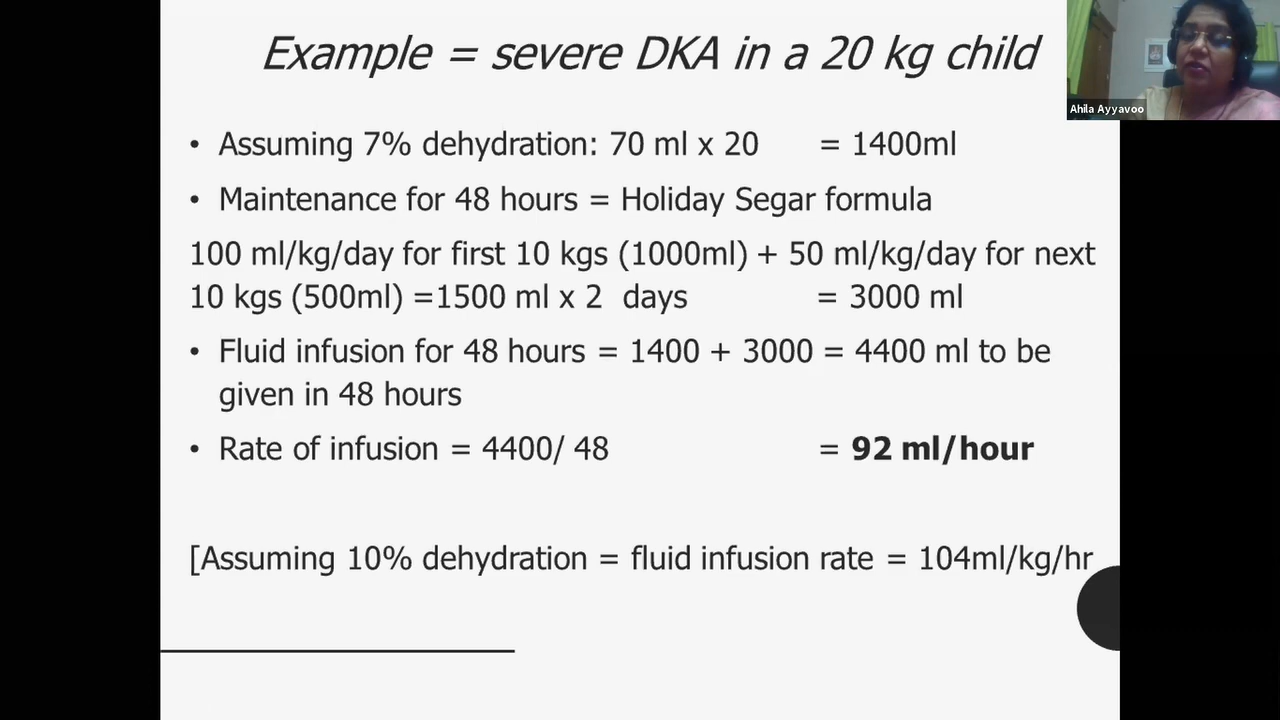 Example = severe DKA in a 20 kg child
Ahila Ayyavoo
• Assuming 7% dehydration: 70 ml x 20 = 1400ml
• Maintenance for 48 hours = Holiday Segar formula
100 ml/kg/day for first 10 kgs (1000ml) + 50 ml/kg/day for next
10 kgs (500ml) =1500 ml x 2 days = 3000 ml
• Fluid infusion for 48 hours = 1400 + 3000 = 4400 ml to be
given in 48 hours
• Rate of infusion = 4400/ 48 = 92 ml/hour
[Assuming 10% dehydration = fluid infusion rate = 104ml/kg/hr